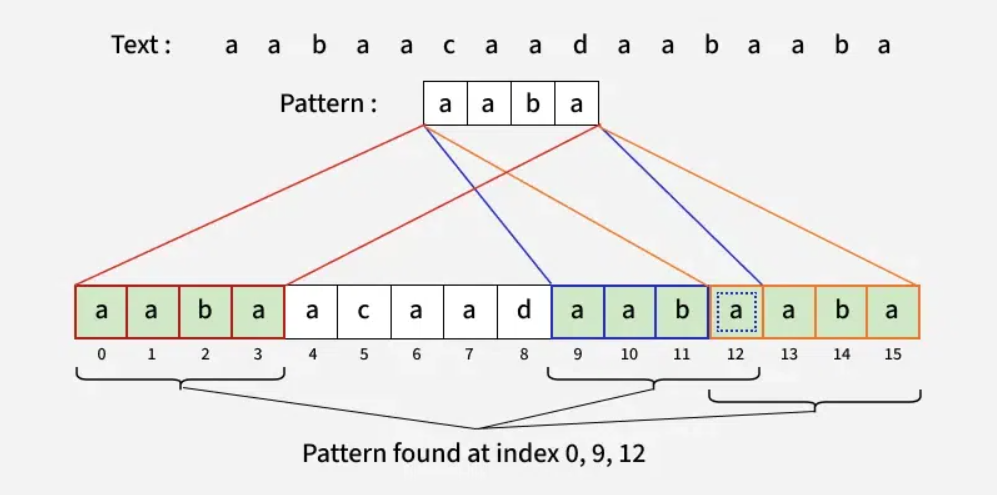 Text : a a b a a c a a d a a b a a b a
Pattern : a a b a
a a b a a c a a d a a b a a b a
0 1 2 3 4 5 6 7 8 9 10 11 12 13 14 15
Pattern found at index 0, 9, 12